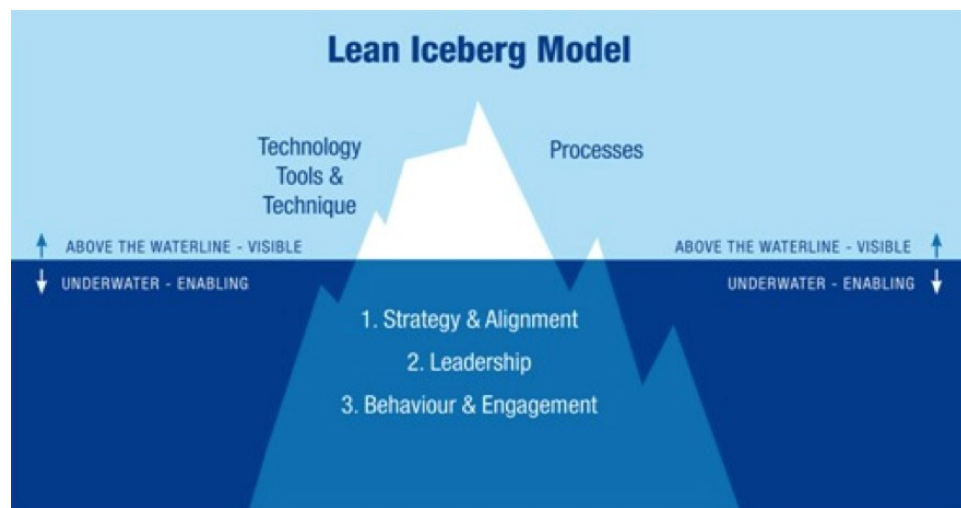 Lean Iceberg Model
Technology
Tools &
Technique
Processes
ABOVE THE WATERLINE - VISIBLE
ABOVE THE WATERLINE - VISIBLE
UNDERWATER - ENABLING
UNDERWATER - ENABLING
1. Strategy & Alignment
2. Leadership
3. Behaviour & Engagement